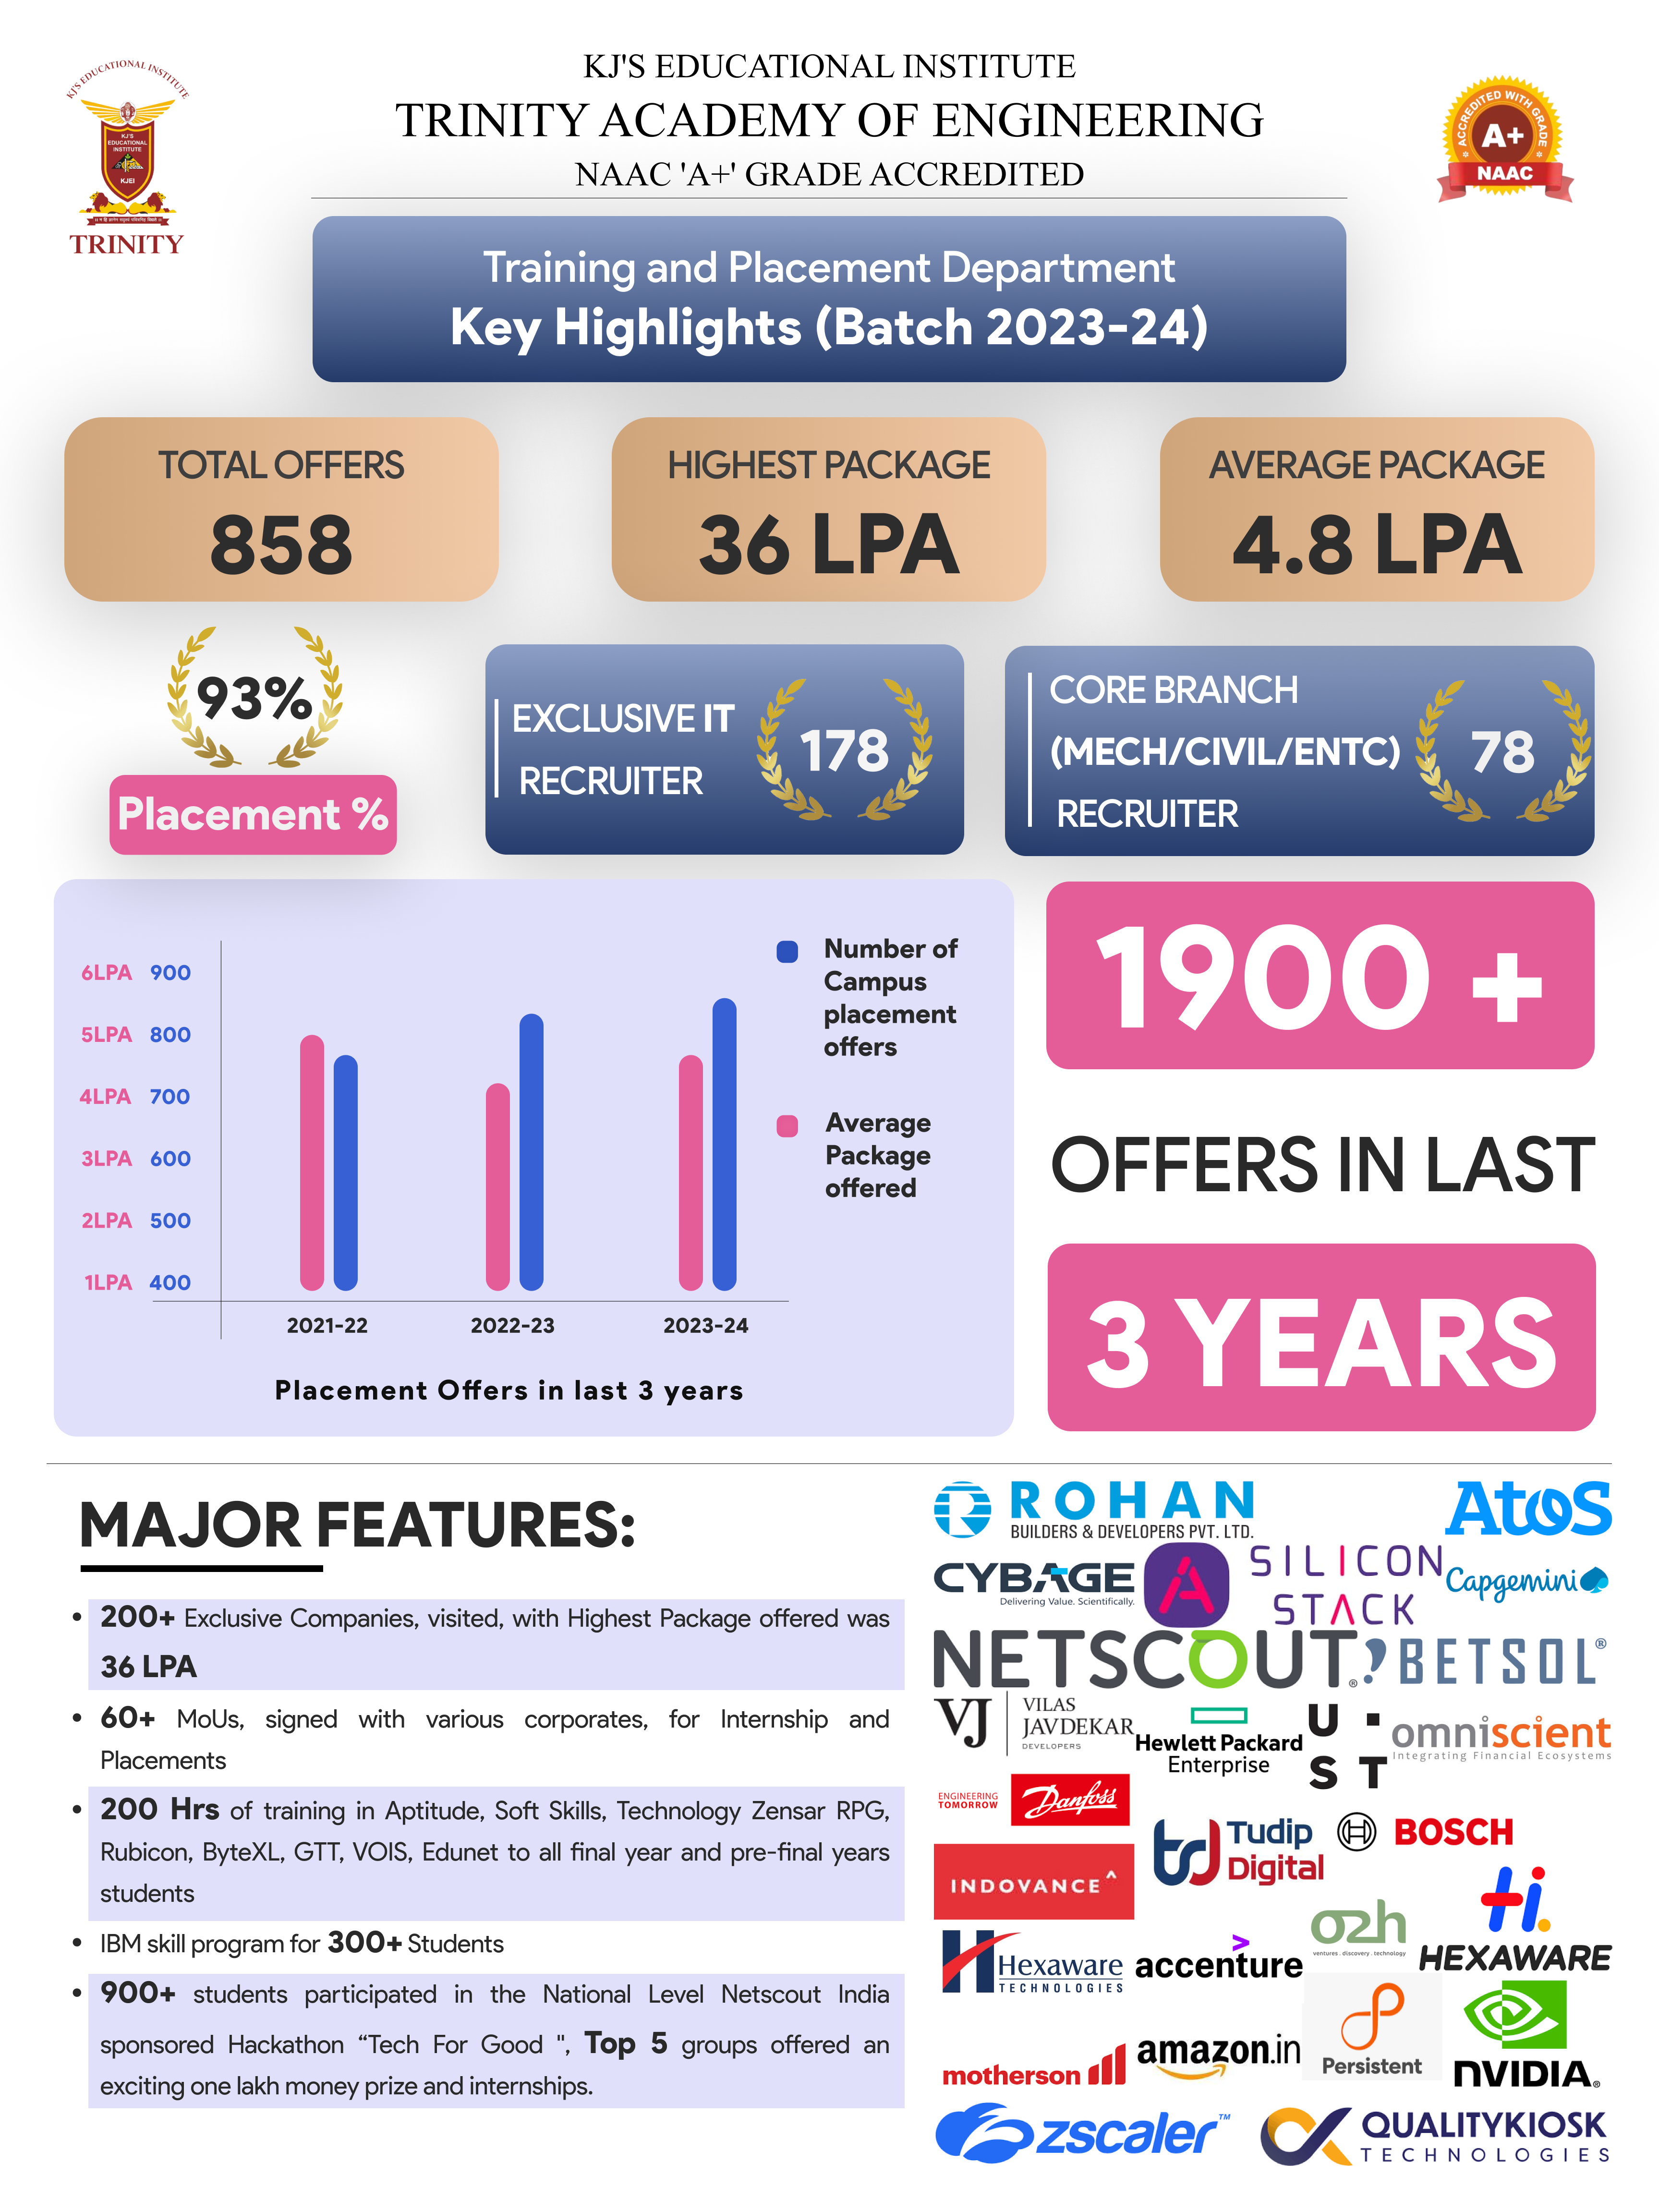 KJ'S EDUCATIONAL INSTITUTE
TRINITY ACADEMY OF ENGINEERING
NAAC 'A+' GRADE ACCREDITED
KJ'S EDUCATIONAL INSTITUTE
KJ'S
EDUCATIONAL
INSTITUTE
KJEI
TRINITY
ACCREDITED WITH GRADE
A+
NAAC
Training and Placement Department
Key Highlights (Batch 2023-24)
TOTAL OFFERS
858
HIGHEST PACKAGE
36 LPA
AVERAGE PACKAGE
4.8 LPA
93%
Placement %
EXCLUSIVE IT
RECRUITER
178
CORE BRANCH
(MECH/CIVIL/ENTC)
RECRUITER
78
6LPA 900
5LPA 800
4LPA 700
3LPA 600
2LPA 500
1LPA 400
2021-22 2022-23 2023-24
Number of
Campus
placement
offers
Average
Package
offered
Placement Offers in last 3 years
1900 +
OFFERS IN LAST
3 YEARS
MAJOR FEATURES:
• 200+ Exclusive Companies, visited, with Highest Package offered was
36 LPA
• 60+ MoUs, signed with various corporates, for Internship and
Placements
• 200 Hrs of training in Aptitude, Soft Skills, Technology Zensar RPG,
Rubicon, ByteXL, GTT, VOIS, Edunet to all final year and pre-final years
students
• IBM skill program for 300+ Students
• 900+ students participated in the National Level Netscout India
sponsored Hackathon “Tech For Good ", Top 5 groups offered an
exciting one lakh money prize and internships.
ROHAN
BUILDERS & DEVELOPERS PVT. LTD.
Atos
CYBAGE
Delivering Value. Scientifically.
SILICON
STACK
Capgemini
NETSCOUT®
BETSOL®
VJ
VILAS
JAVDEKAR
DEVELOPERS
Hewlett Packard
Enterprise
U
S T
omniscient
Integrating Financial Ecosystems
ENGINEERING
TOMORROW
Danfoss
Tudip
Digital
BOSCH
INDOVANCE
o2h
ventures . discovery . technology
Hi.
HEXAWARE
Hexaware
TECHNOLOGIES
accenture
motherson
amazon.in
Persistent
NVIDIA®
zscaler™
QUALITYKIOSK
TECHNOLOGIES